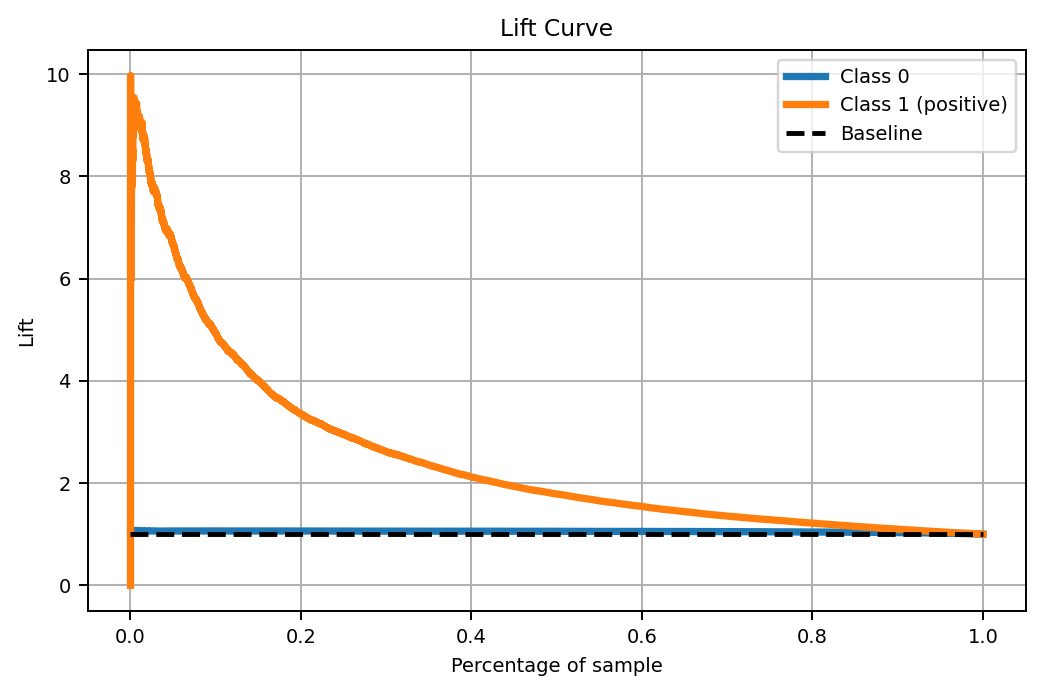 Lift Curve
10
8
6
4
2
0
Lift
Class 0
Class 1 (positive)
Baseline
0.0 0.2 0.4 0.6 0.8 1.0
Percentage of sample